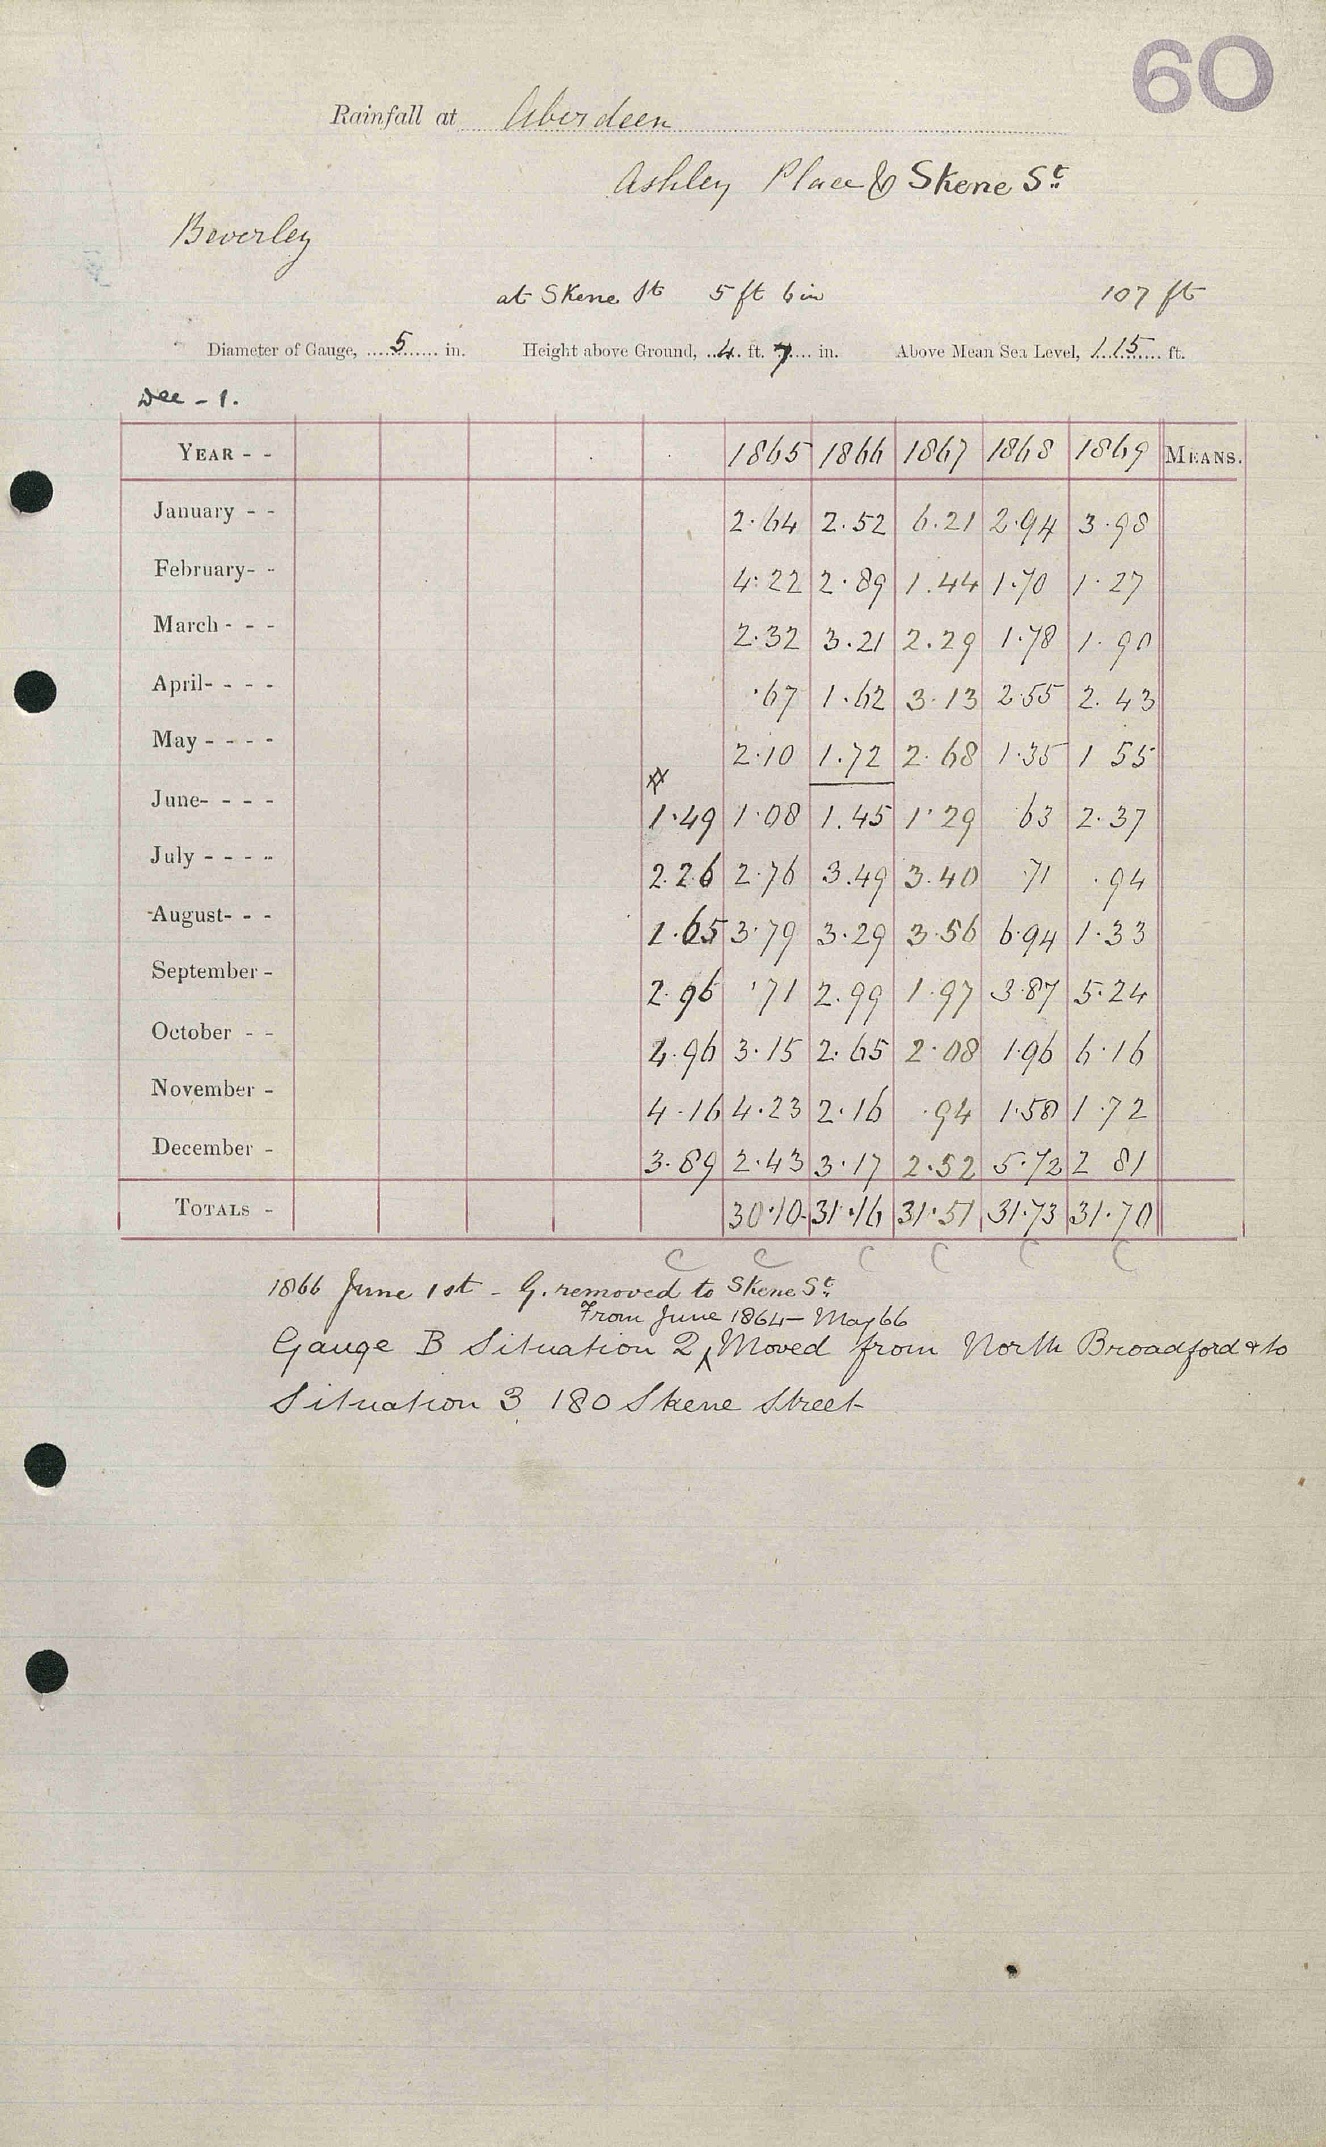 60
Rainfall at Aberdeen
Ashley Place & Skene St.
Beverley
at Skene St 5 ft 6 in 107 ft
Diameter of Gauge, 5 in. Height above Ground, 4 ft. 7 in. Above Mean Sea Level, 115 ft.
Dee - 1.
YEAR - - 1865 1866 1867 1868 1869 MEANS.
January - - 2.64 2.52 6.21 2.94 3.98
February- - 4.22 2.89 1.44 1.70 1.27
March - - - 2.32 3.21 2.29 1.78 1.90
April- - - - .67 1.62 3.13 2.55 2.43
May - - - - 2.10 1.72 2.68 1.35 1 55
June- - - - 1.49 1.08 1.45 1.29 63 2.37
July - - - - 2.26 2.76 3.49 3.40 .71 .94
August- - - 1.65 3.79 3.29 3.56 6.94 1.33
September - 2.96 .71 2.99 1.97 3.87 5.24
October - - 4.96 3.15 2.65 2.08 1.96 6.16
November - 4.16 4.23 2.16 .94 1.58 1.72
December - 3.89 2.43 3.17 2.52 5.72 2 81
TOTALS - 30.10 31.16 31.51 31.73 31.70
C C C C C C
1866 June 1st - G. removed to Skene St.
From June 1864 - May 66
Gauge B Situation 2 Moved from North Broadford & to
Situation 3 180 Skene Street